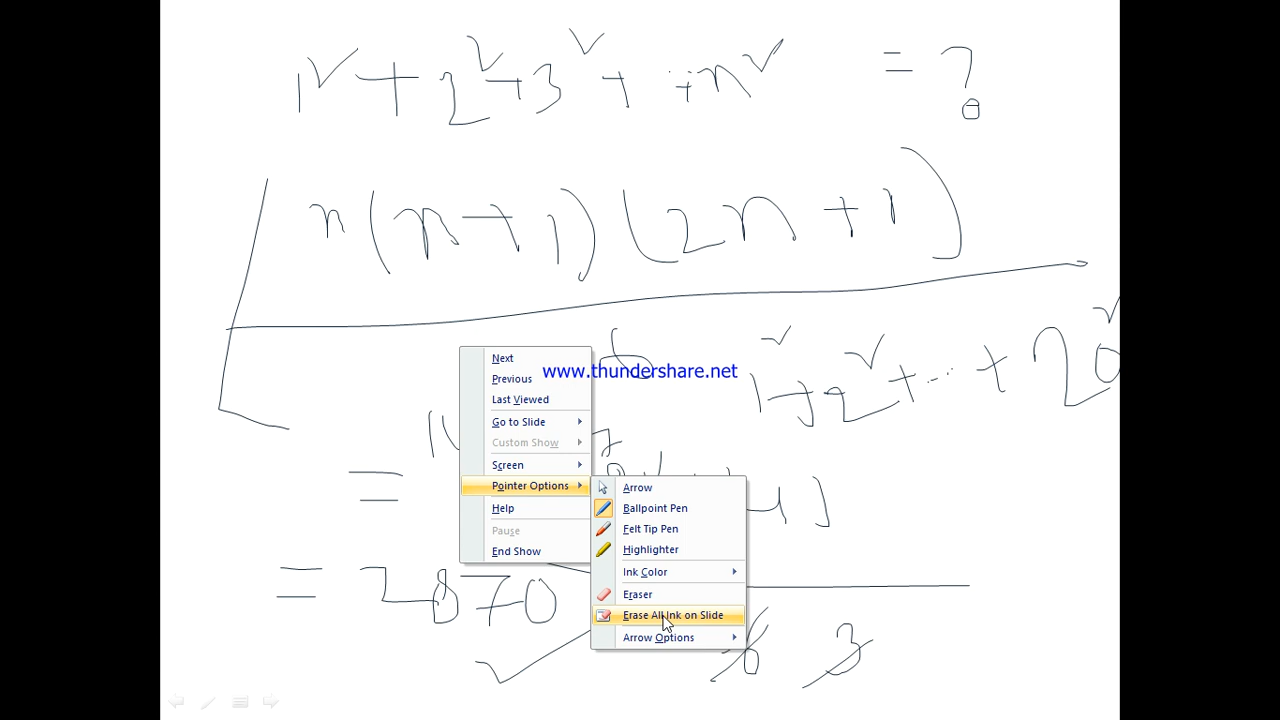 1² + 2² + 3² + ... + n² = ?
n(n+1)(2n+1)
6
1² + 2² + ... + 20²
www.thundershare.net
=
= 2870
6 3
Next
Previous
Last Viewed
Go to Slide
Custom Show
Screen
Pointer Options
Help
Pause
End Show
Arrow
Ballpoint Pen
Felt Tip Pen
Highlighter
Ink Color
Eraser
Erase All Ink on Slide
Arrow Options